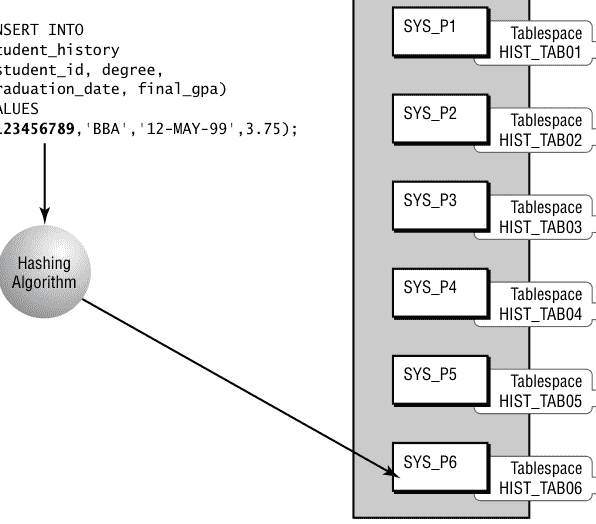 NSERT INTO
tudent_history
student_id, degree,
raduation_date, final_gpa)
ALUES
123456789,'BBA','12-MAY-99',3.75);
Hashing
Algorithm
SYS_P1
Tablespace
HIST_TAB01
SYS_P2
Tablespace
HIST_TAB02
SYS_P3
Tablespace
HIST_TAB03
SYS_P4
Tablespace
HIST_TAB04
SYS_P5
Tablespace
HIST_TAB05
SYS_P6
Tablespace
HIST_TAB06